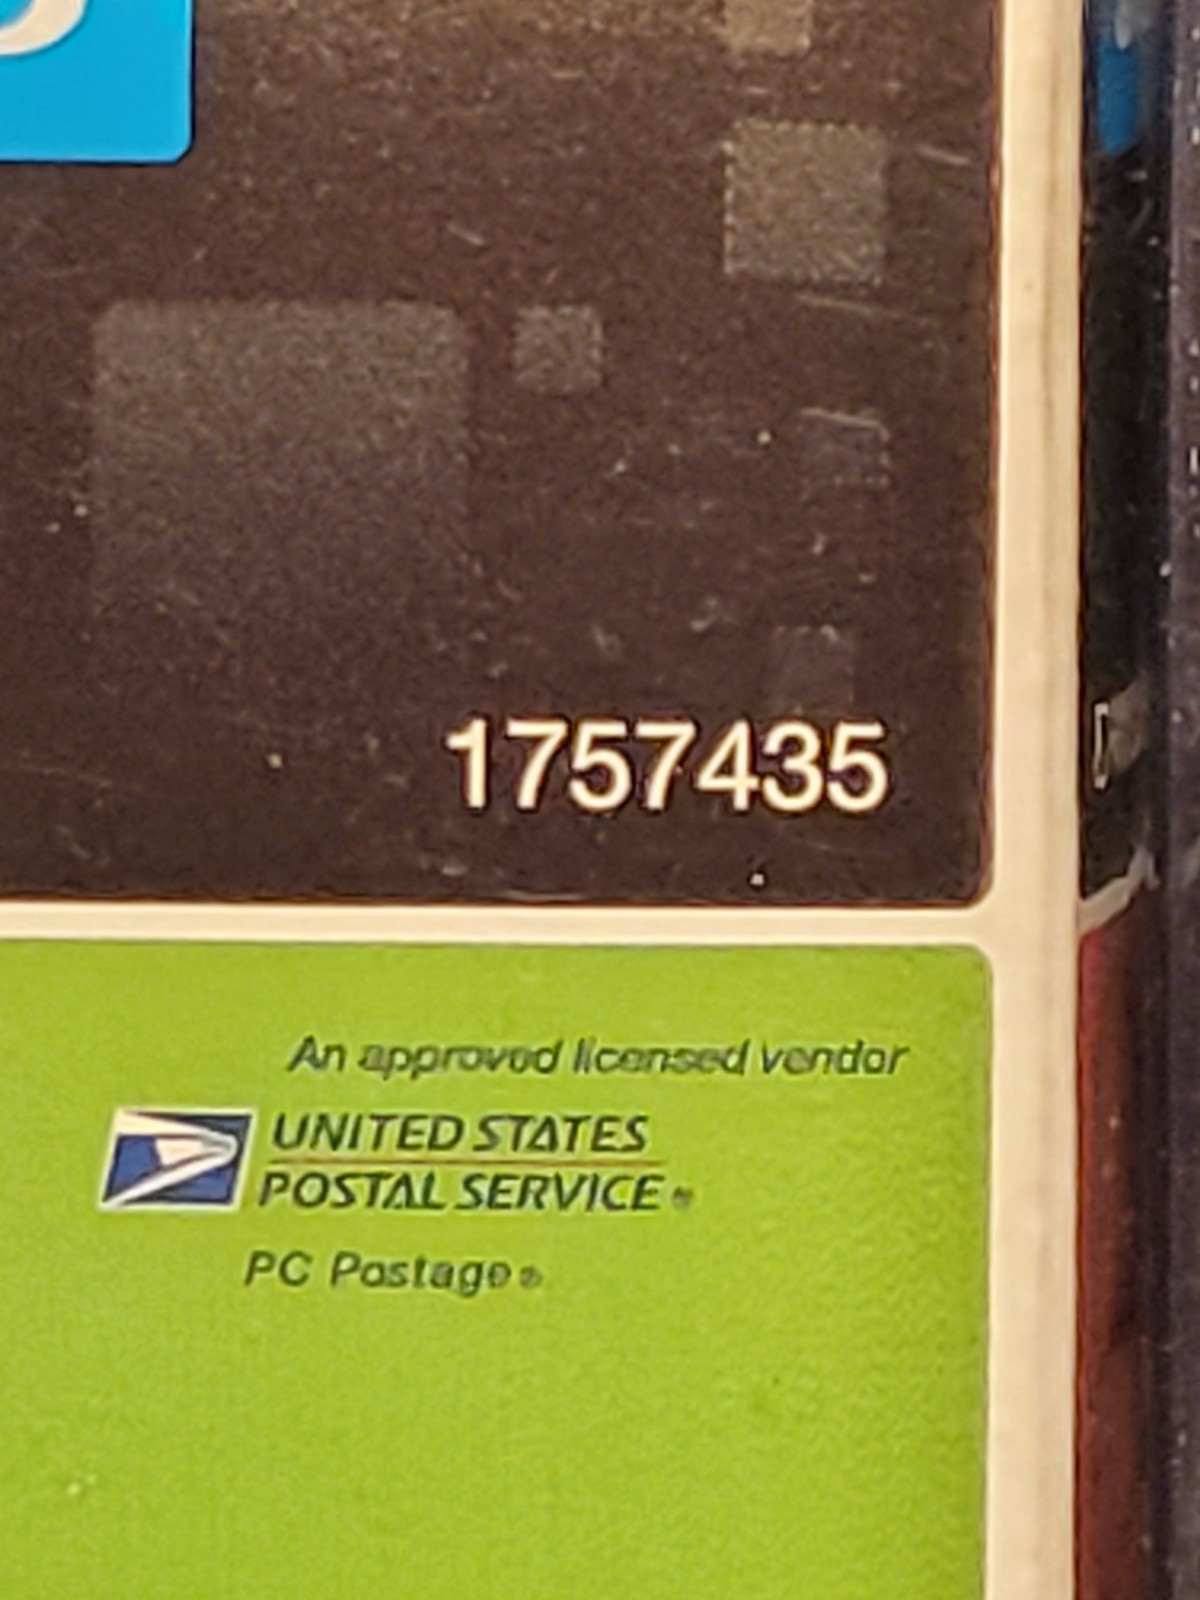 1757435
An approved licensed vendor
UNITED STATES
POSTAL SERVICE®
PC Postage®